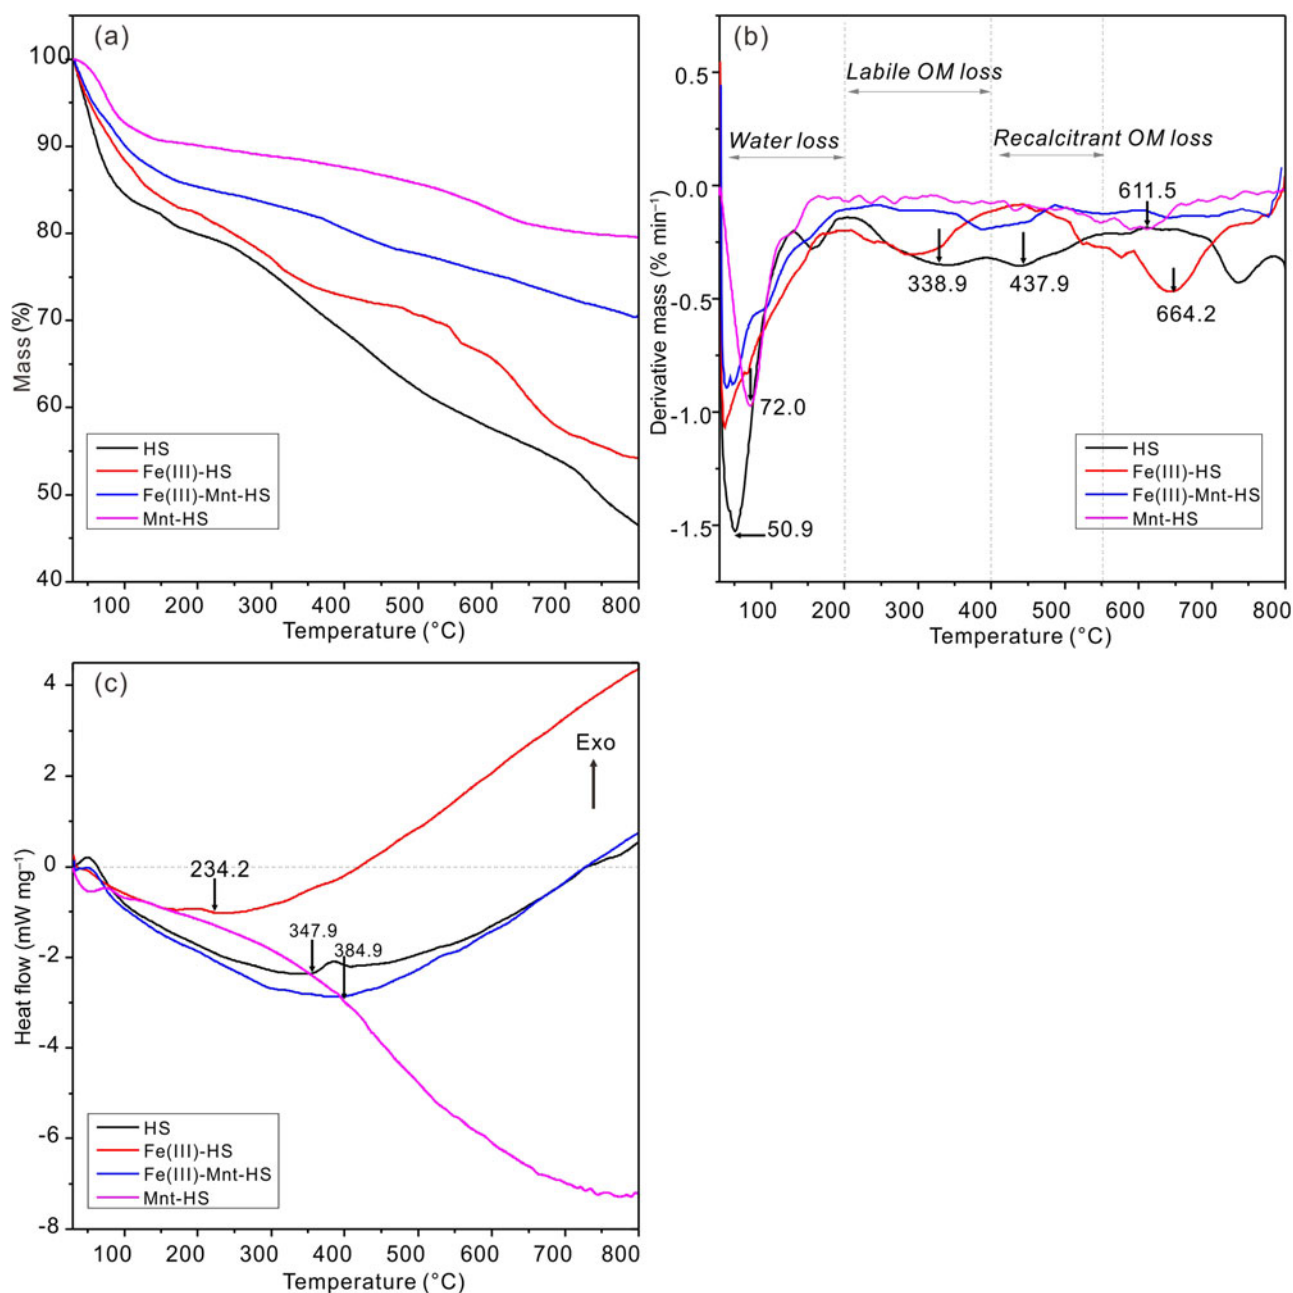 (a)
100
90
80
70
60
50
40
Mass (%)
HS
Fe(III)-HS
Fe(III)-Mnt-HS
Mnt-HS
100 200 300 400 500 600 700 800
Temperature (°C)
(b)
0.5
0.0
-0.5
-1.0
-1.5
Derivative mass (% min⁻¹)
Labile OM loss
Water loss
Recalcitrant OM loss
611.5
338.9
437.9
664.2
72.0
50.9
HS
Fe(III)-HS
Fe(III)-Mnt-HS
Mnt-HS
100 200 300 400 500 600 700 800
Temperature (°C)
(c)
4
2
0
-2
-4
-6
-8
Heat flow (mW mg⁻¹)
Exo
234.2
347.9
384.9
HS
Fe(III)-HS
Fe(III)-Mnt-HS
Mnt-HS
100 200 300 400 500 600 700 800
Temperature (°C)